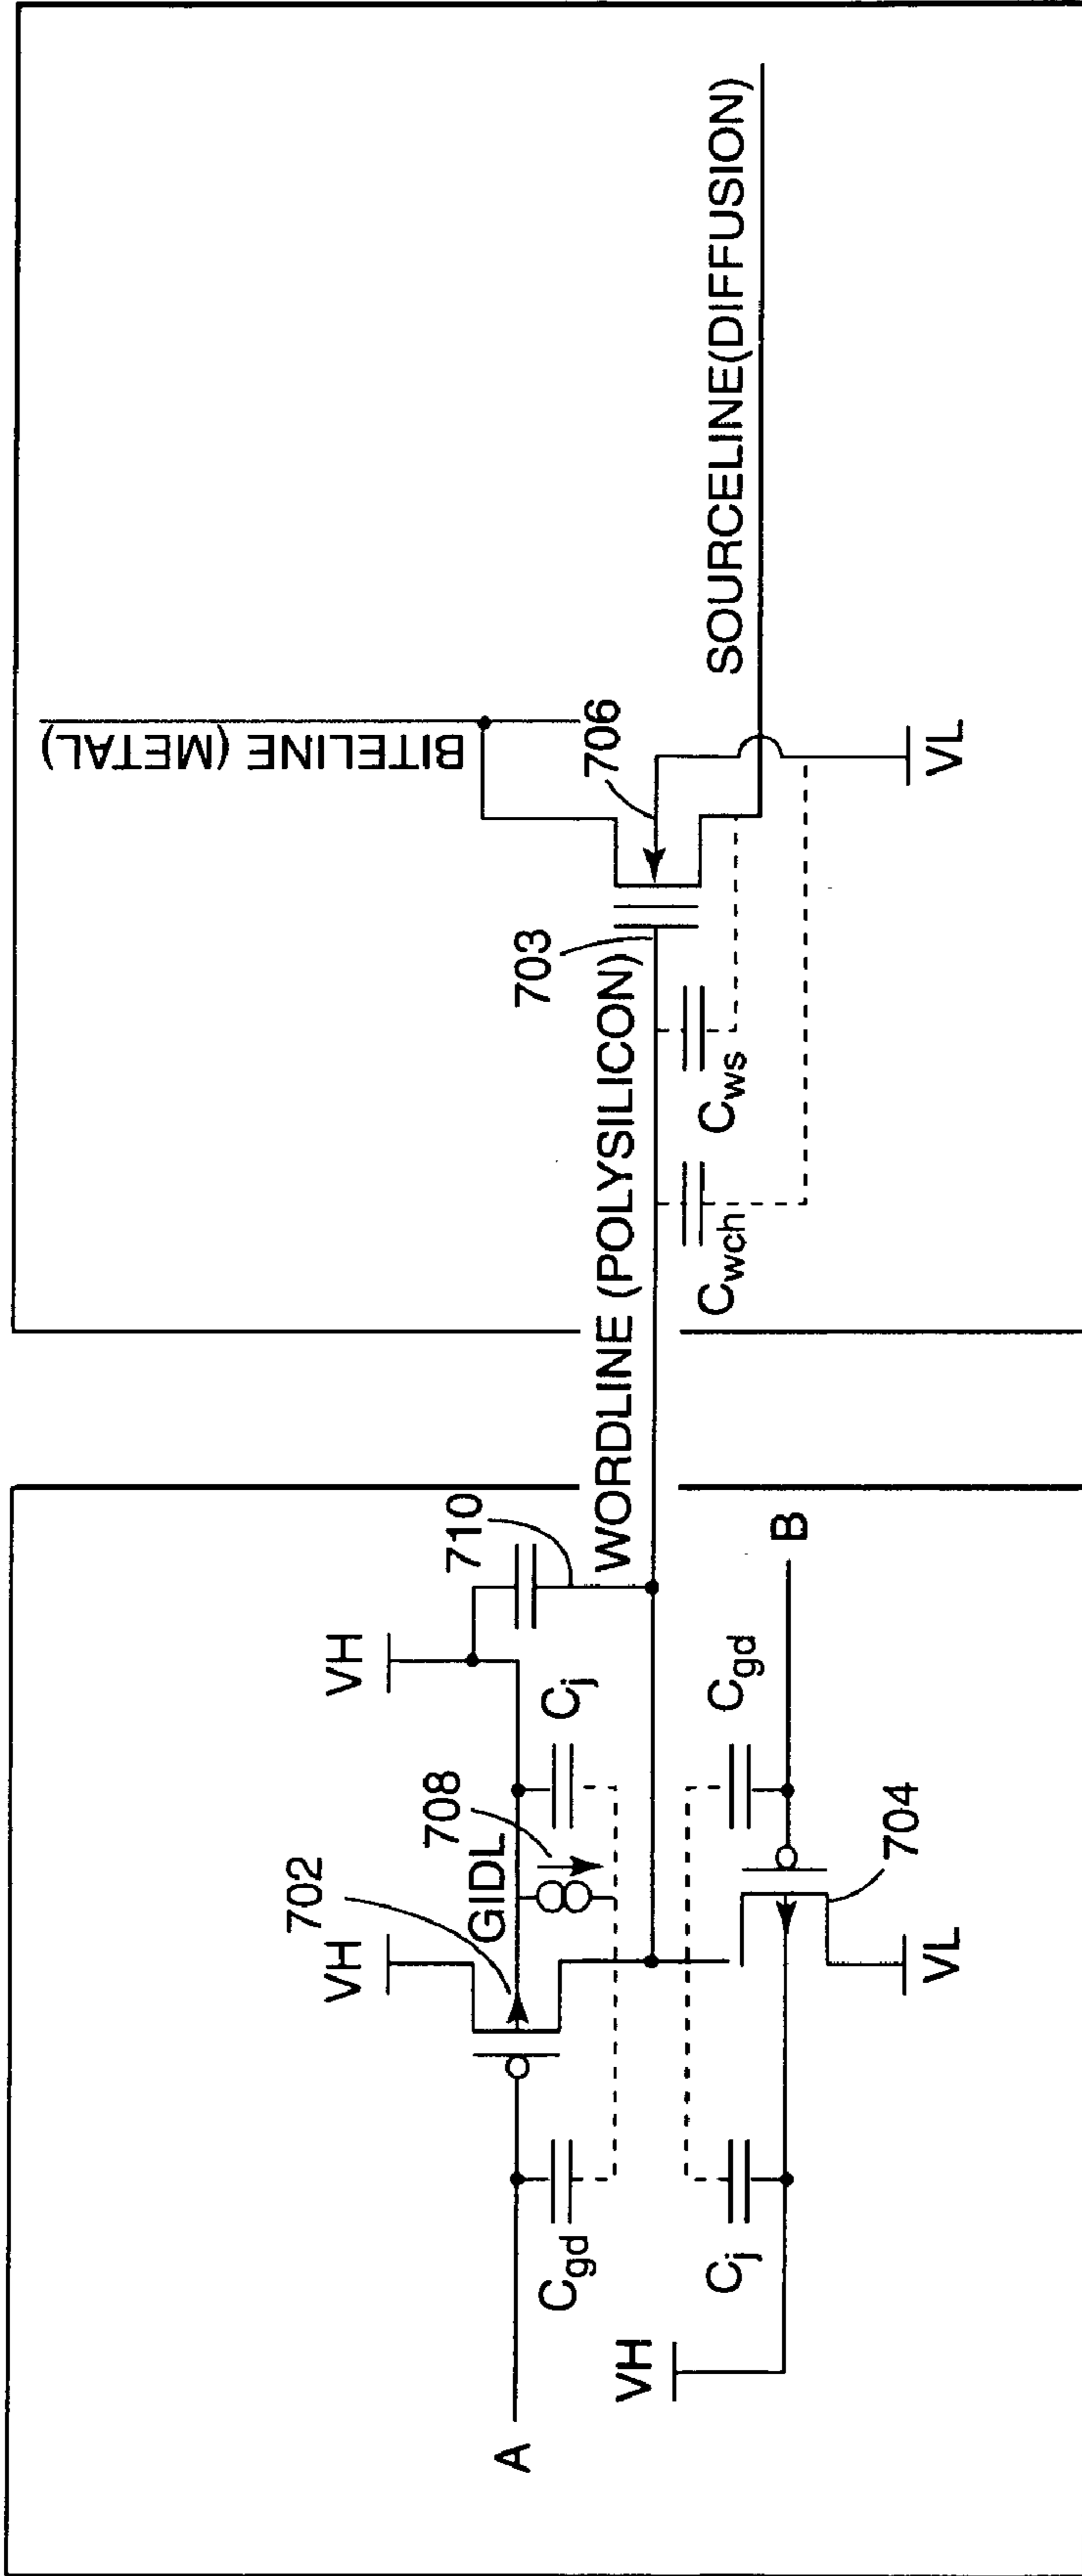 A
C_gd
VH
702
GIDL
708
C_j
VH
710
VH
C_j
C_gd
B
704
VL
WORDLINE (POLYSILICON)
703
C_wch
C_ws
BITELINE (METAL)
706
SOURCELINE(DIFFUSION)
VL